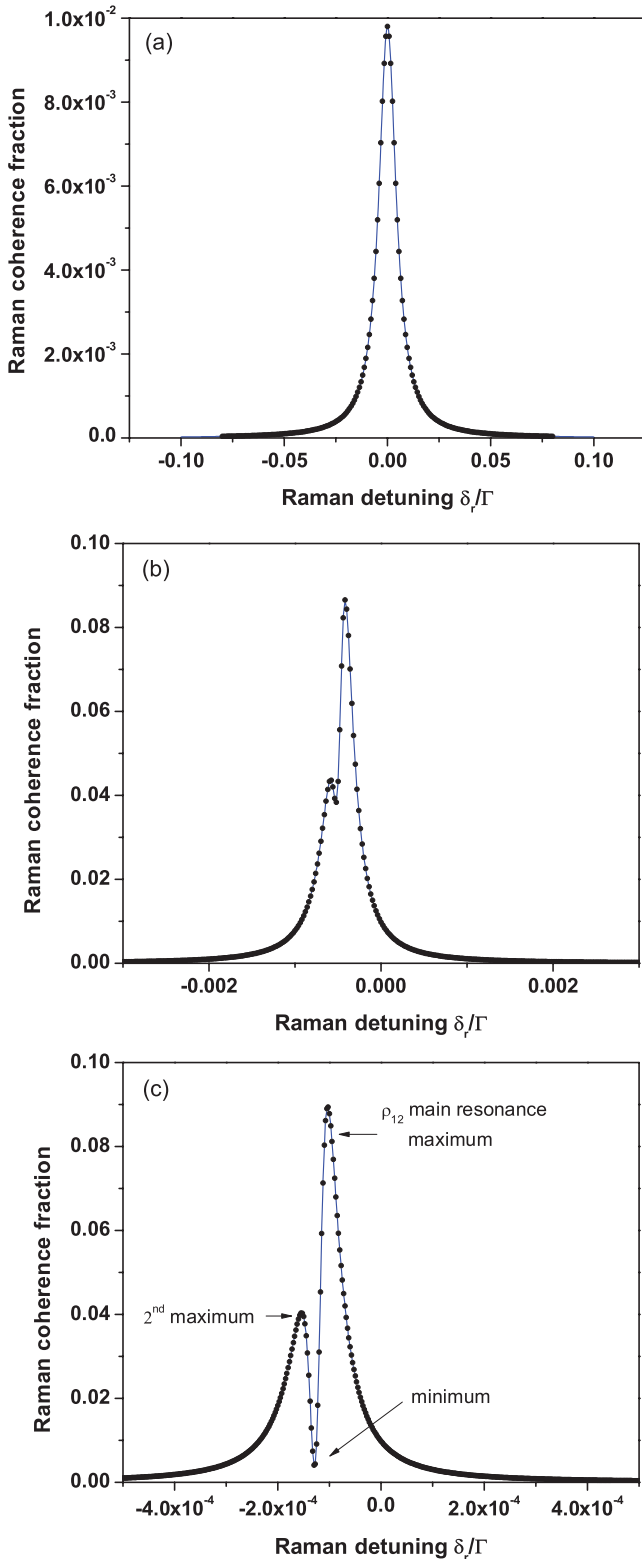 (a)
1.0x10⁻²
8.0x10⁻³
6.0x10⁻³
4.0x10⁻³
2.0x10⁻³
0.0
Raman coherence fraction
-0.10 -0.05 0.00 0.05 0.10
Raman detuning δᵣ/Γ
(b)
0.10
0.08
0.06
0.04
0.02
0.00
Raman coherence fraction
-0.002 0.000 0.002
Raman detuning δᵣ/Γ
(c)
0.10
0.08
0.06
0.04
0.02
0.00
Raman coherence fraction
ρ₁₂ main resonance
maximum
2ⁿᵈ maximum
minimum
-4.0x10⁻⁴ -2.0x10⁻⁴ 0.0 2.0x10⁻⁴ 4.0x10⁻⁴
Raman detuning δᵣ/Γ